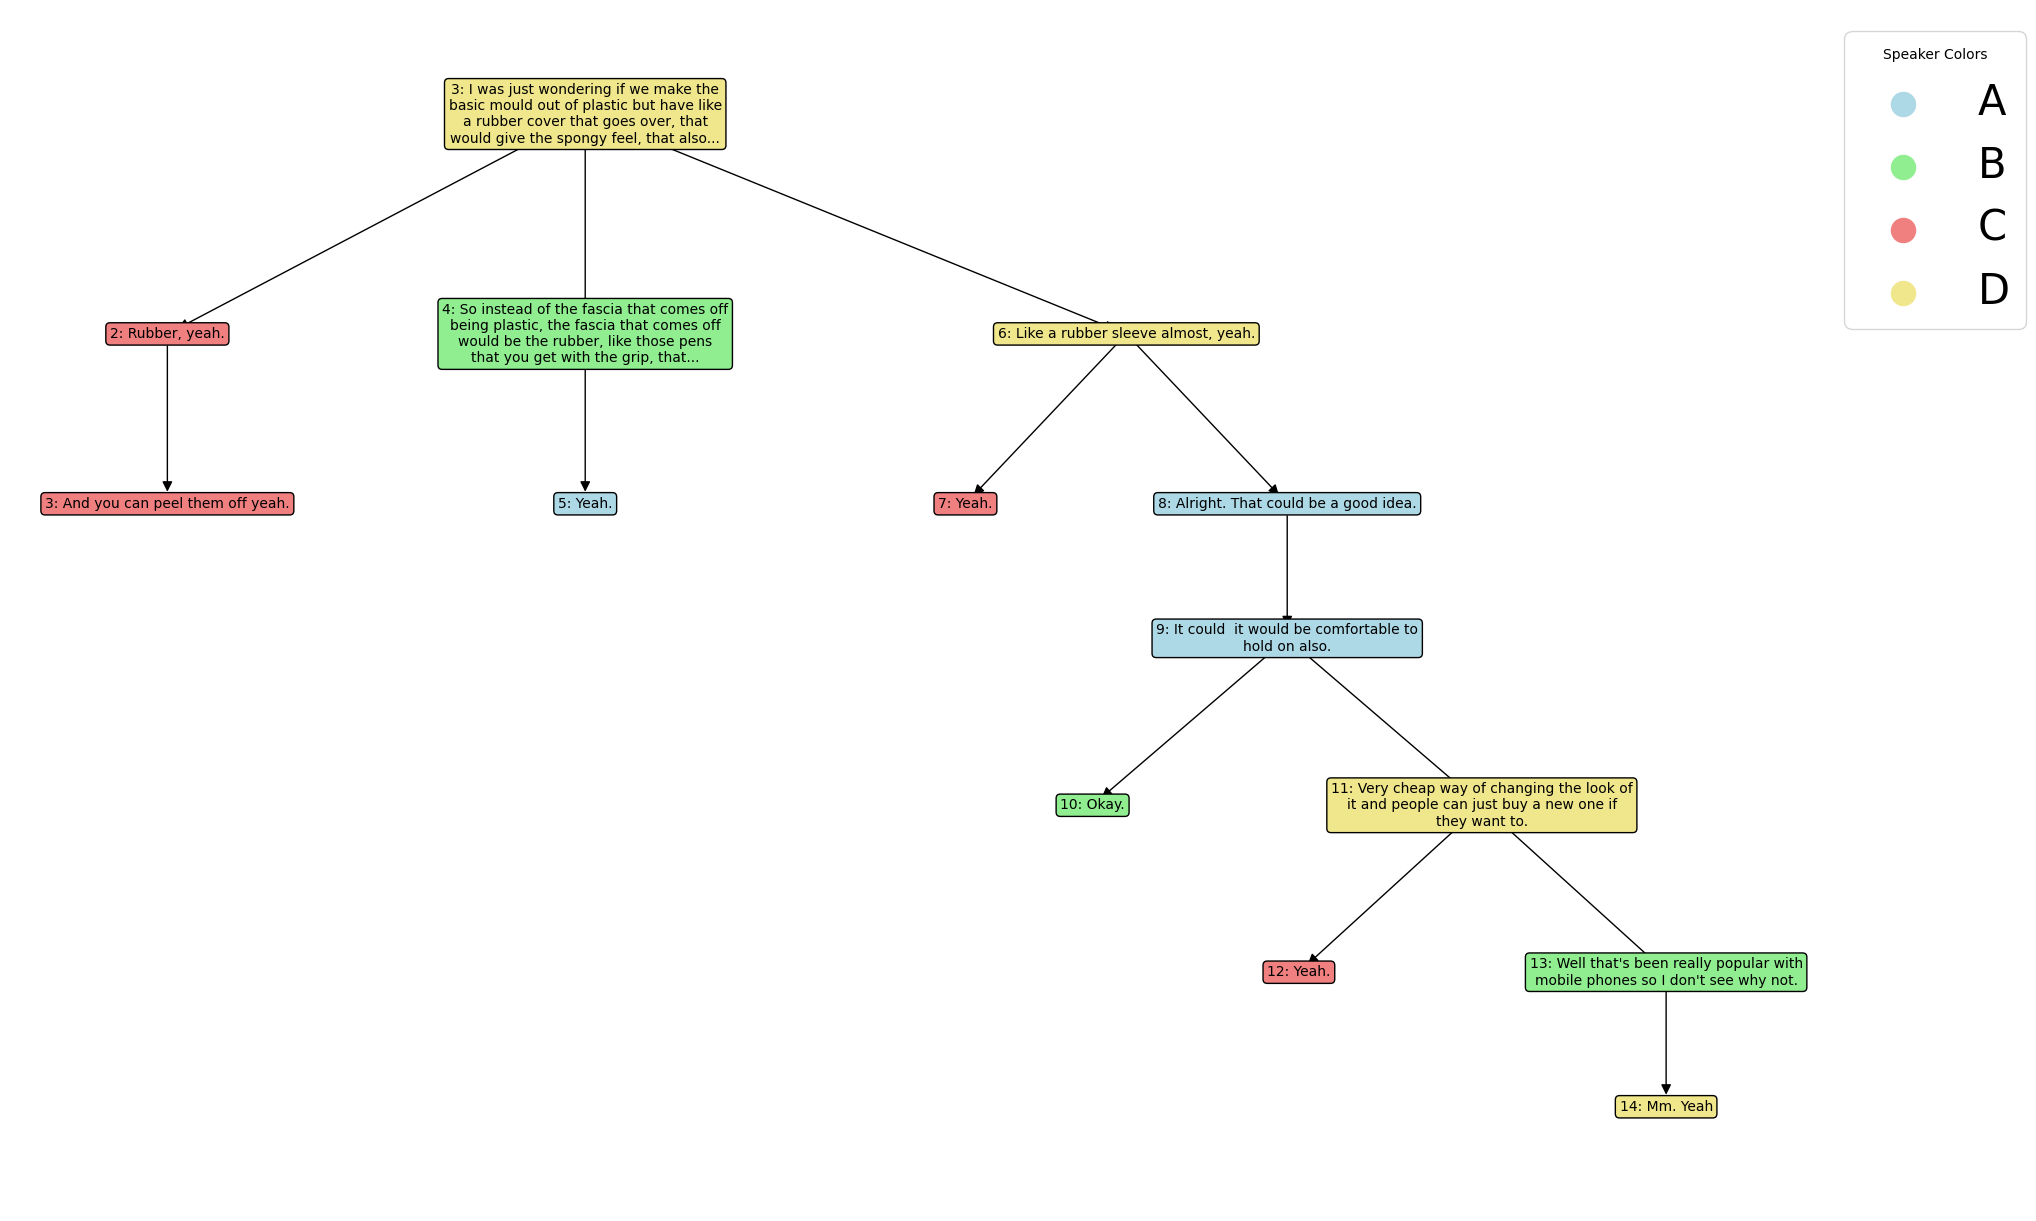 3: I was just wondering if we make the
basic mould out of plastic but have like
a rubber cover that goes over, that
would give the spongy feel, that also...
Speaker Colors
A
B
C
D
2: Rubber, yeah.
4: So instead of the fascia that comes off
being plastic, the fascia that comes off
would be the rubber, like those pens
that you get with the grip, that...
6: Like a rubber sleeve almost, yeah.
3: And you can peel them off yeah.
5: Yeah.
7: Yeah.
8: Alright. That could be a good idea.
9: It could  it would be comfortable to
hold on also.
10: Okay.
11: Very cheap way of changing the look of
it and people can just buy a new one if
they want to.
12: Yeah.
13: Well that's been really popular with
mobile phones so I don't see why not.
14: Mm. Yeah